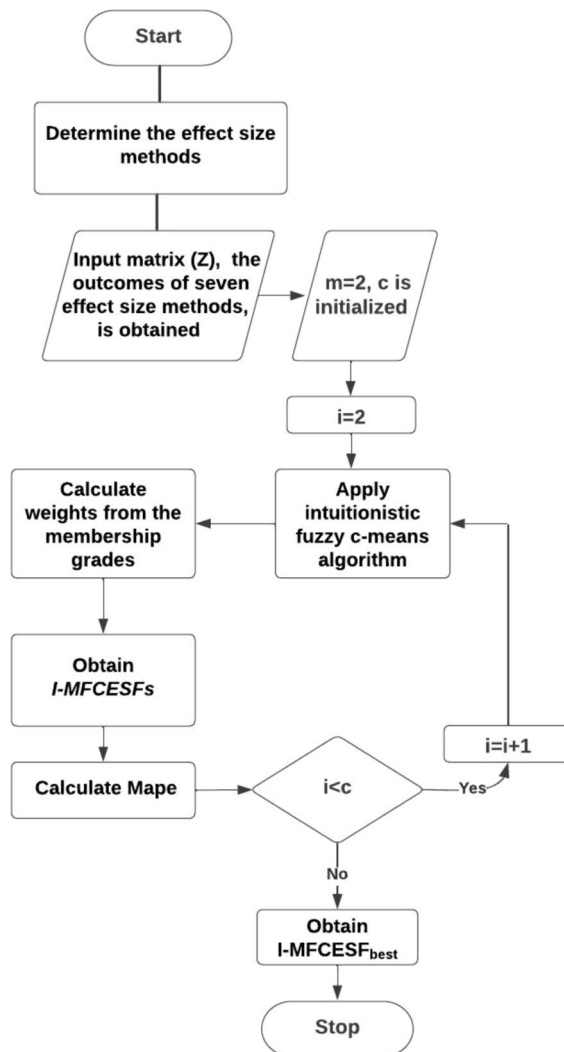 Start
Determine the effect size
methods
Input matrix (Z), the
outcomes of seven
effect size methods,
is obtained
m=2, c is
initialized
i=2
Apply
intuitionistic
fuzzy c-means
algorithm
Calculate
weights from the
membership
grades
Obtain
I-MFCESFs
Calculate Mape
i<c
Yes
i=i+1
No
Obtain
I-MFCESFbest
Stop